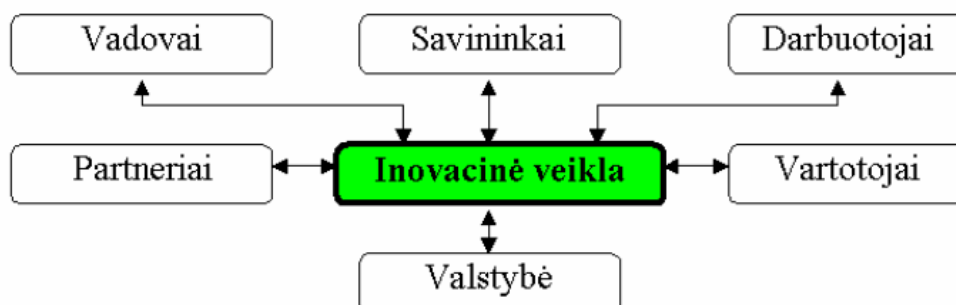 Vadovai
Savininkai
Darbuotojai
Partneriai
Inovacinė veikla
Vartotojai
Valstybė